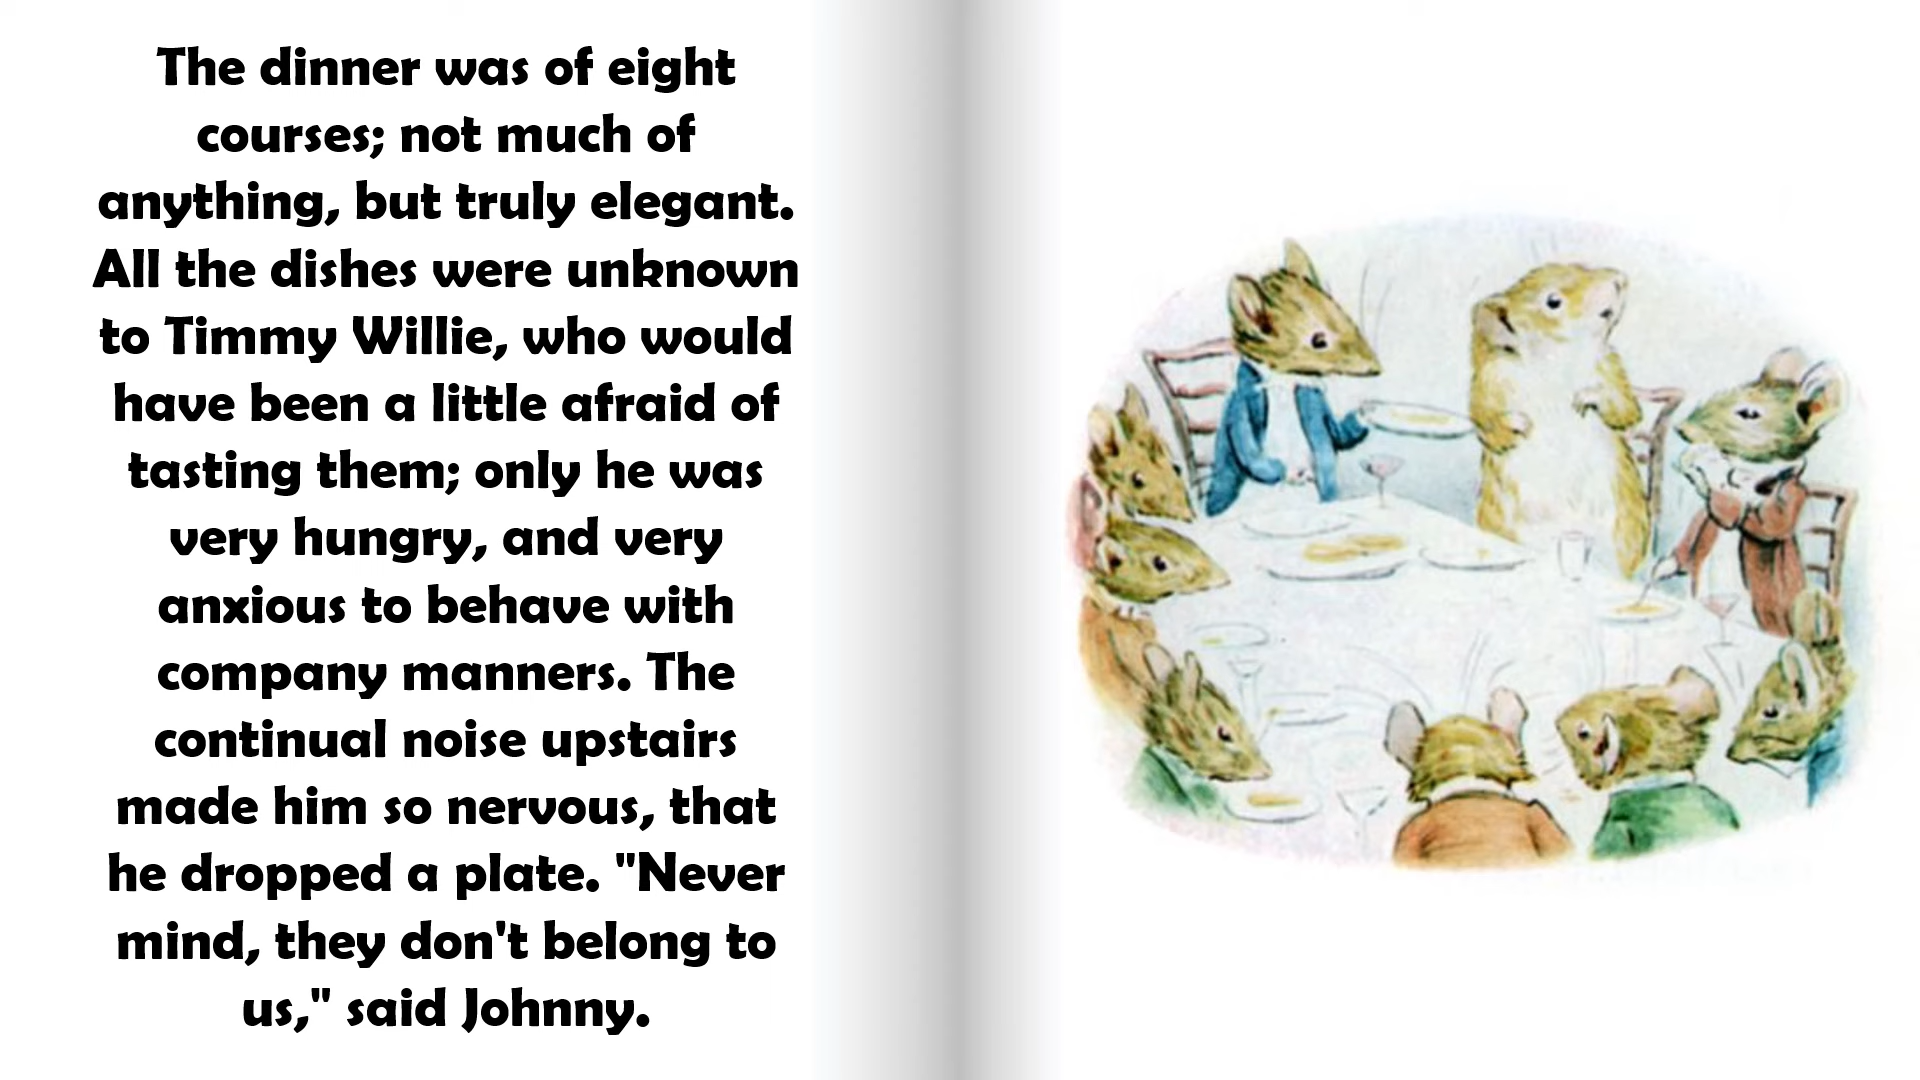 The dinner was of eight
courses; not much of
anything, but truly elegant.
All the dishes were unknown
to Timmy Willie, who would
have been a little afraid of
tasting them; only he was
very hungry, and very
anxious to behave with
company manners. The
continual noise upstairs
made him so nervous, that
he dropped a plate. "Never
mind, they don't belong to
us," said Johnny.